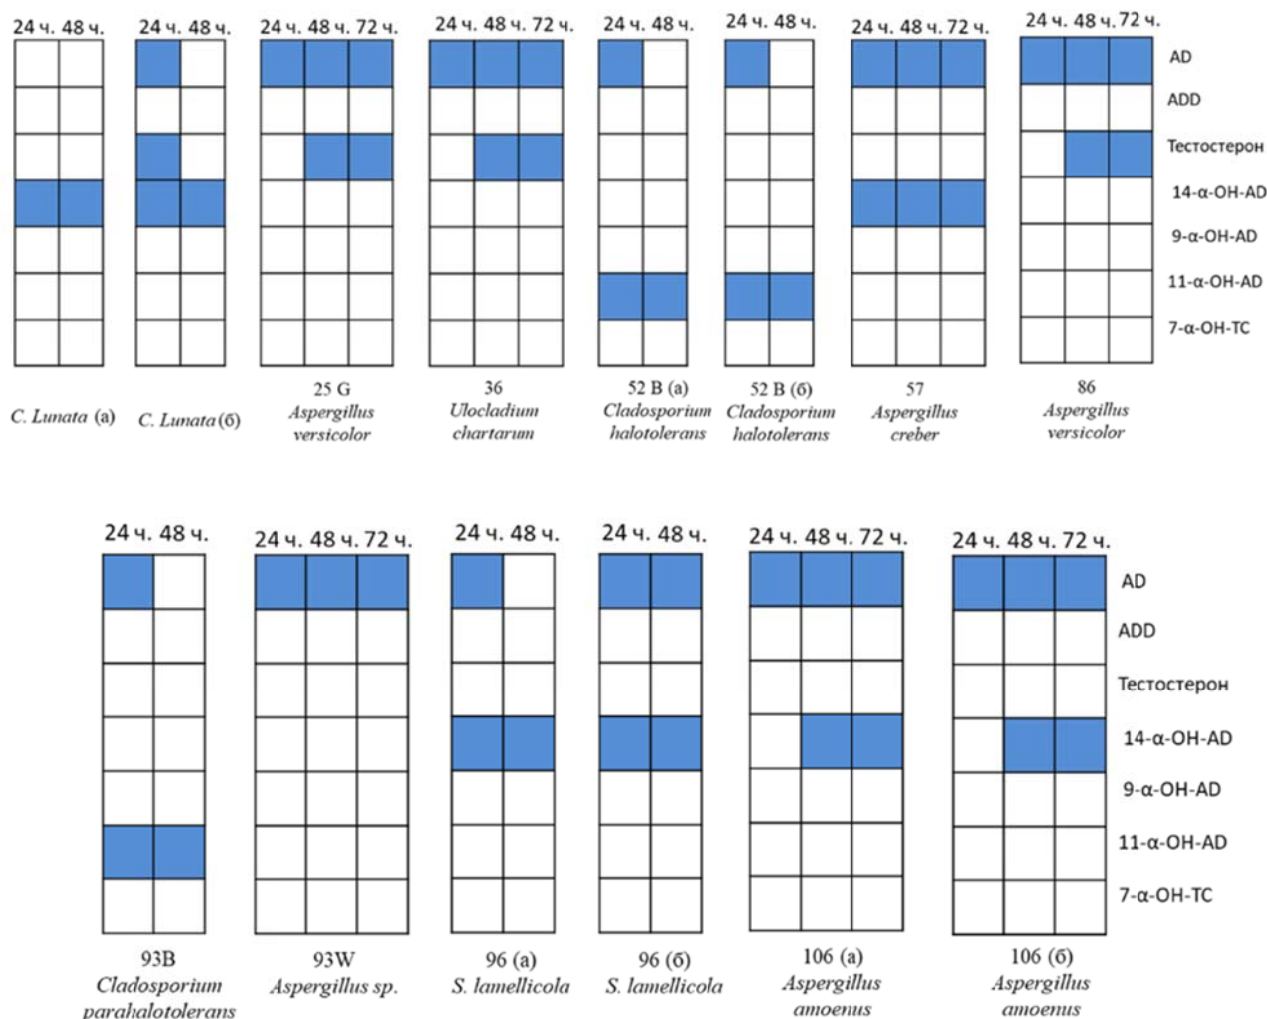 24 ч. 48 ч. 24 ч. 48 ч. 24 ч. 48 ч. 72 ч. 24 ч. 48 ч. 72 ч. 24 ч. 48 ч. 24 ч. 48 ч. 24 ч. 48 ч. 72 ч. 24 ч. 48 ч. 72 ч.
AD
ADD
Тестостерон
14-α-OH-AD
9-α-OH-AD
11-α-OH-AD
7-α-OH-TC
25 G 36 52 B (а) 52 B (б) 57 86
C. Lunata (а) C. Lunata (б) Aspergillus Ulocladium Cladosporium Cladosporium Aspergillus Aspergillus
versicolor chartarum halotolerans halotolerans creber versicolor
24 ч. 48 ч. 24 ч. 48 ч. 72 ч. 24 ч. 48 ч. 24 ч. 48 ч. 24 ч. 48 ч. 72 ч. 24 ч. 48 ч. 72 ч.
AD
ADD
Тестостерон
14-α-OH-AD
9-α-OH-AD
11-α-OH-AD
7-α-OH-TC
93B 93W 96 (а) 96 (б) 106 (а) 106 (б)
Cladosporium Aspergillus sp. S. lamellicola S. lamellicola Aspergillus Aspergillus
parahalotolerans amoenus amoenus